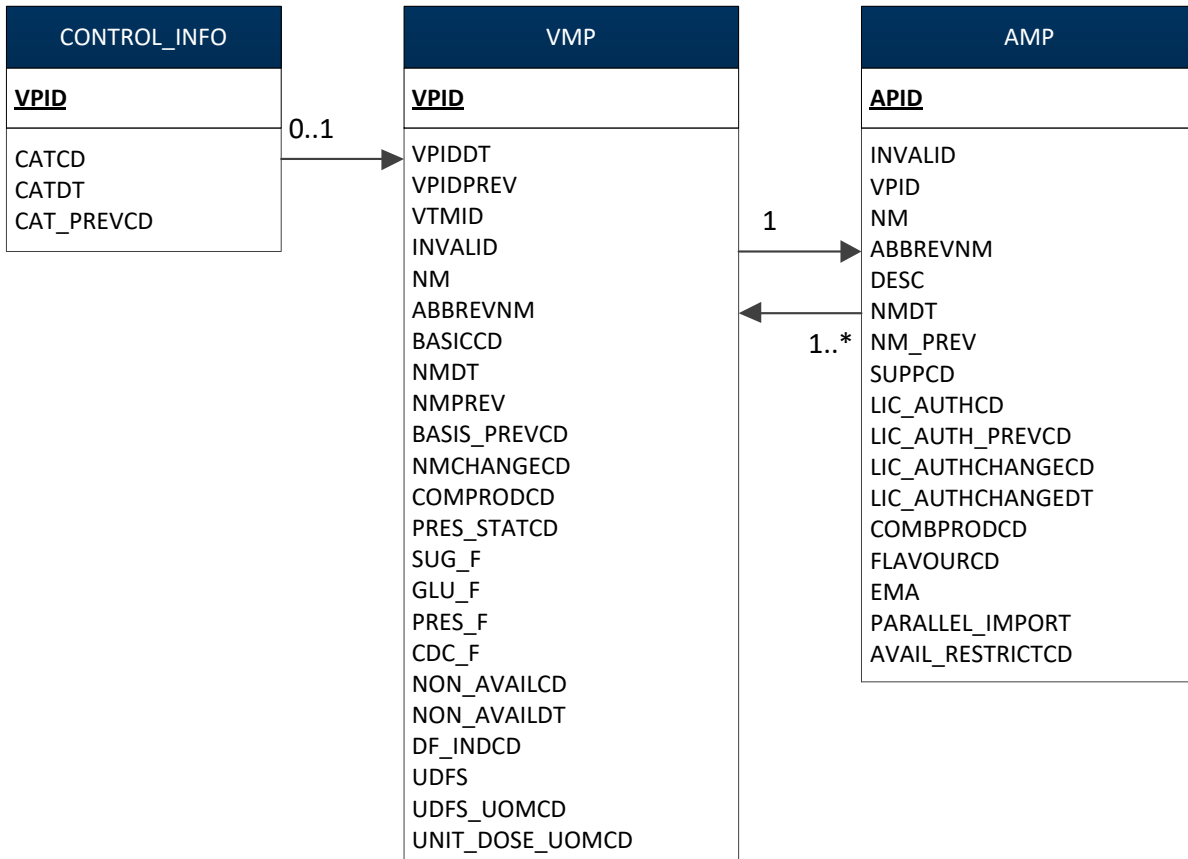 CONTROL_INFO
VPID
CATCD
CATDT
CAT_PREVCD
0..1
VMP
VPID
VPIDDT
VPIDPREV
VTMID
INVALID
NM
ABBREVNM
BASICCD
NMDT
NMPREV
BASIS_PREVCD
NMCHANGECD
COMPRODCD
PRES_STATCD
SUG_F
GLU_F
PRES_F
CDC_F
NON_AVAILCD
NON_AVAILDT
DF_INDCD
UDFS
UDFS_UOMCD
UNIT_DOSE_UOMCD
1
1..*
AMP
APID
INVALID
VPID
NM
ABBREVNM
DESC
NMDT
NM_PREV
SUPPCD
LIC_AUTHCD
LIC_AUTH_PREVCD
LIC_AUTHCHANGECD
LIC_AUTHCHANGEDT
COMBPRODCD
FLAVOURCD
EMA
PARALLEL_IMPORT
AVAIL_RESTRICTCD